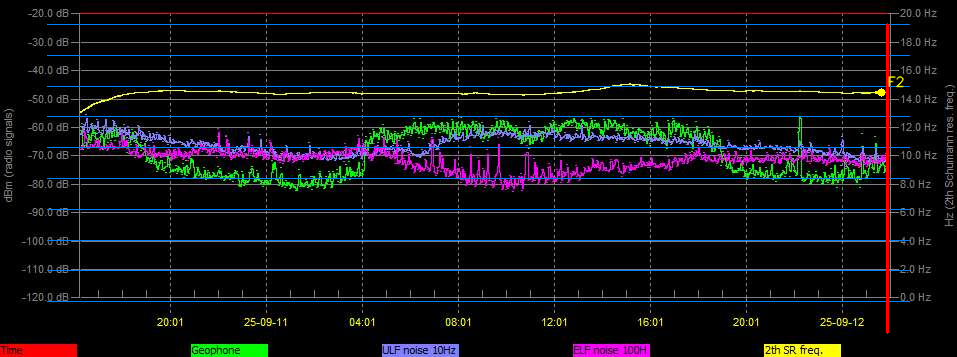 -20.0 dB 20.0 Hz
-30.0 dB 18.0 Hz
-40.0 dB 16.0 Hz
F2
-50.0 dB 14.0 Hz
-60.0 dB 12.0 Hz
-70.0 dB 10.0 Hz
-80.0 dB 8.0 Hz
-90.0 dB 6.0 Hz
-100.0 dB 4.0 Hz
-110.0 dB 2.0 Hz
-120.0 dB 0.0 Hz
dBm (radio signals)
Hz (2th Schumann res. freq.)
20:01 25-09-11 04:01 08:01 12:01 16:01 20:01 25-09-12
Time Geophone ULF noise 10Hz ELF noise 100H 2th SR freq.